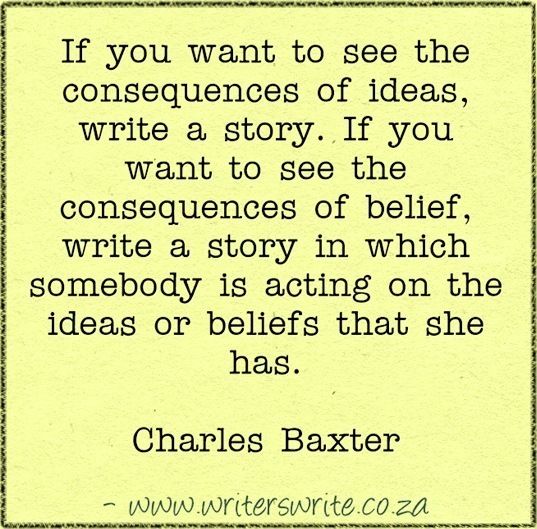 If you want to see the
consequences of ideas,
write a story. If you
want to see the
consequences of belief,
write a story in which
somebody is acting on the
ideas or beliefs that she
has.
Charles Baxter
- www.writerswrite.co.za